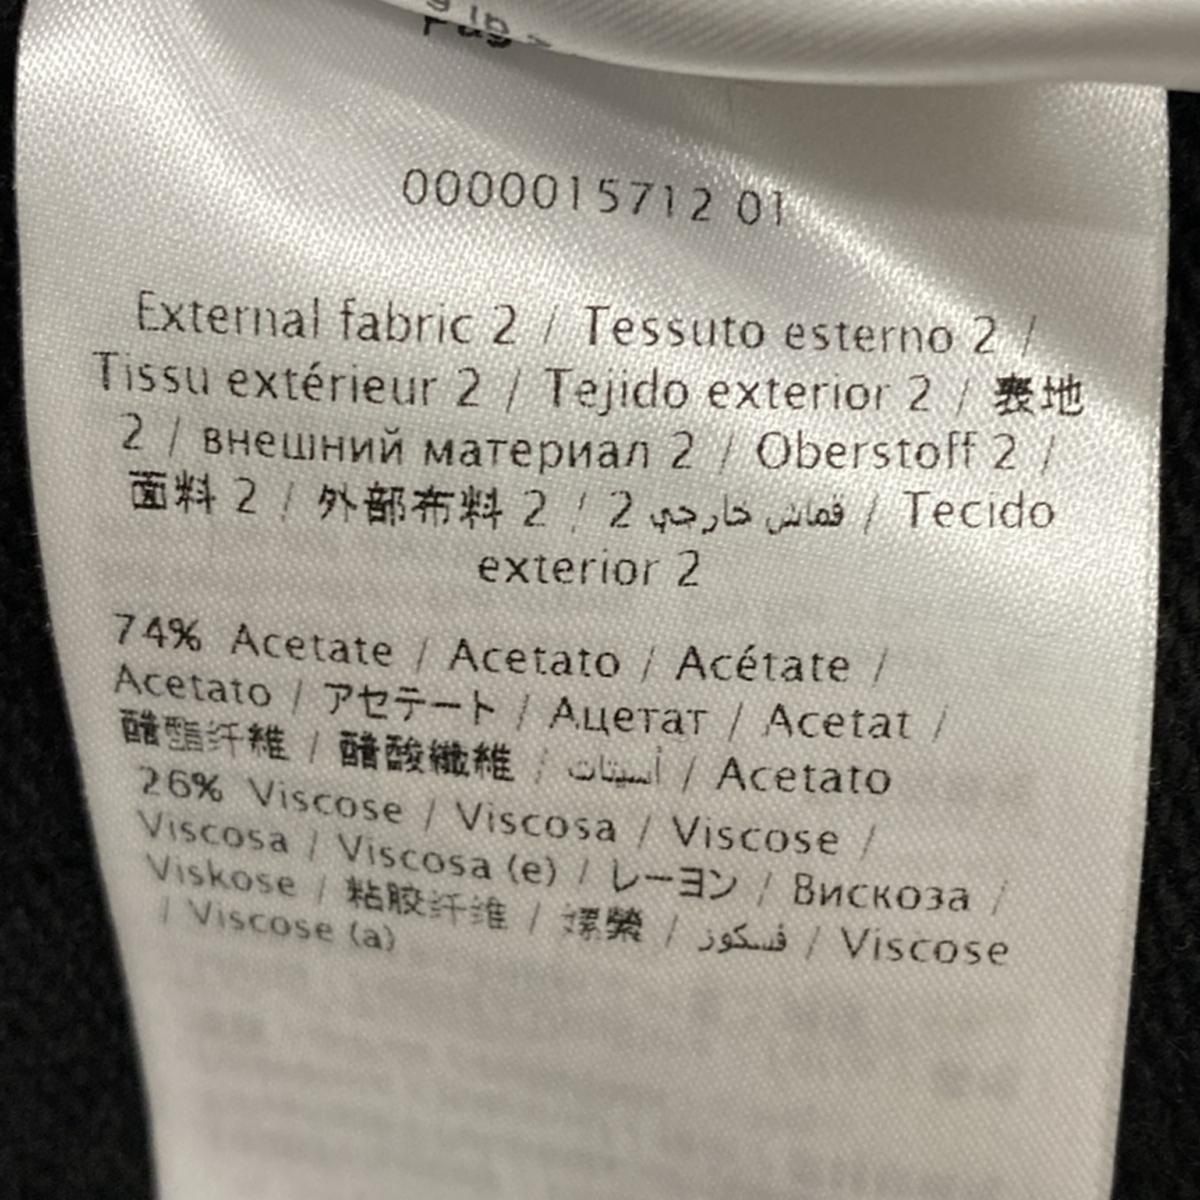 0000015712 01
External fabric 2 / Tessuto esterno 2 /
Tissu extérieur 2 / Tejido exterior 2 / 表地
2 / внешний материал 2 / Oberstoff 2 /
面料 2 / 外部布料 2 / 2 قماش خارجي / Tecido
exterior 2
74% Acetate / Acetato / Acétate /
Acetato / アセテート / Ацетат / Acetat /
醋酯纤维 / 醋酸纖維 / أسيتات / Acetato
26% Viscose / Viscosa / Viscose /
Viscosa / Viscosa (e) / レーヨン / Вискоза /
Viskose / 粘胶纤维 / 嫘縈 / فسكوز / Viscose
/ Viscose (a)